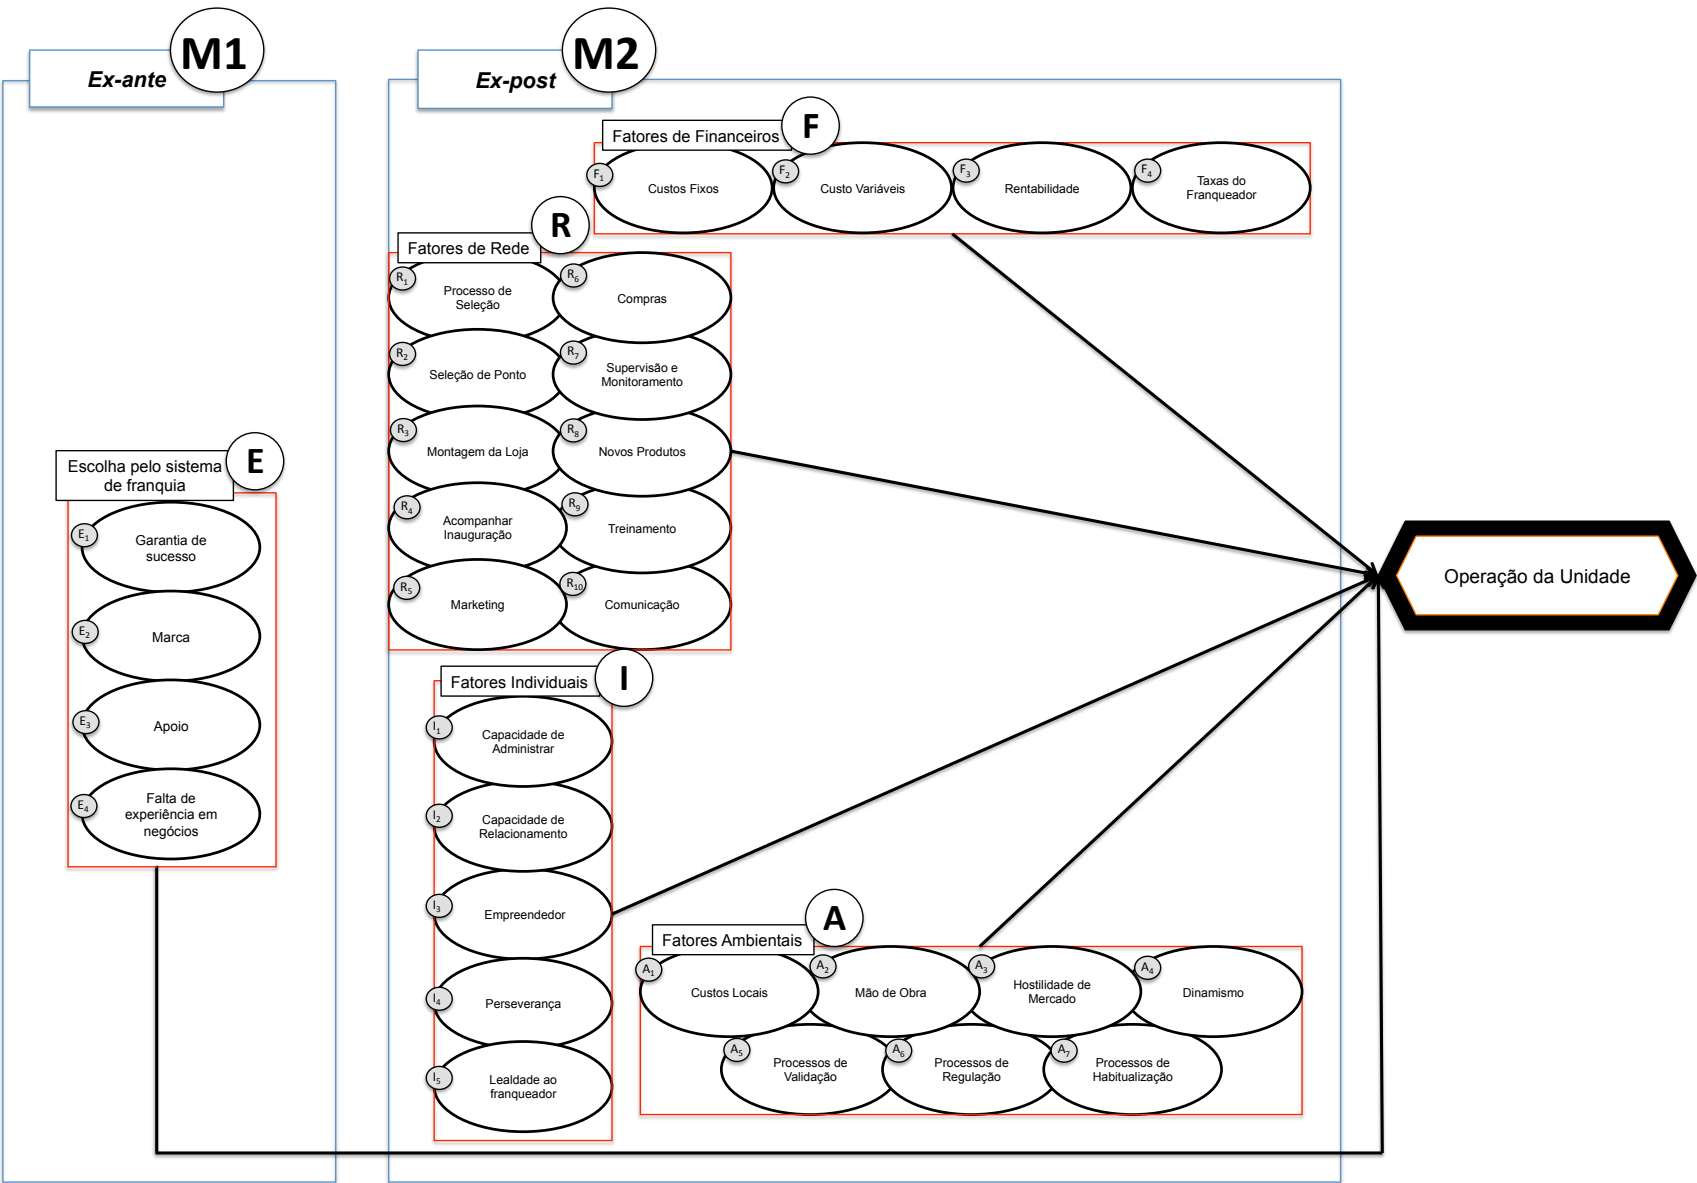 M1
Ex-ante
E
Escolha pelo sistema
de franquia
E1
Garantia de
sucesso
E2
Marca
E3
Apoio
E4
Falta de
experiência em
negócios
M2
Ex-post
F
Fatores de Financeiros
F1
Custos Fixos
F2
Custo Variáveis
F3
Rentabilidade
F4
Taxas do
Franqueador
R
Fatores de Rede
R1
Processo de
Seleção
R2
Seleção de Ponto
R3
Montagem da Loja
R4
Acompanhar
Inauguração
R5
Marketing
R6
Compras
R7
Supervisão e
Monitoramento
R8
Novos Produtos
R9
Treinamento
R10
Comunicação
I
Fatores Individuais
I1
Capacidade de
Administrar
I2
Capacidade de
Relacionamento
I3
Empreendedor
I4
Perseverança
I5
Lealdade ao
franqueador
A
Fatores Ambientais
A1
Custos Locais
A2
Mão de Obra
A3
Hostilidade de
Mercado
A4
Dinamismo
A5
Processos de
Validação
A6
Processos de
Regulação
A7
Processos de
Habitualização
Operação da Unidade